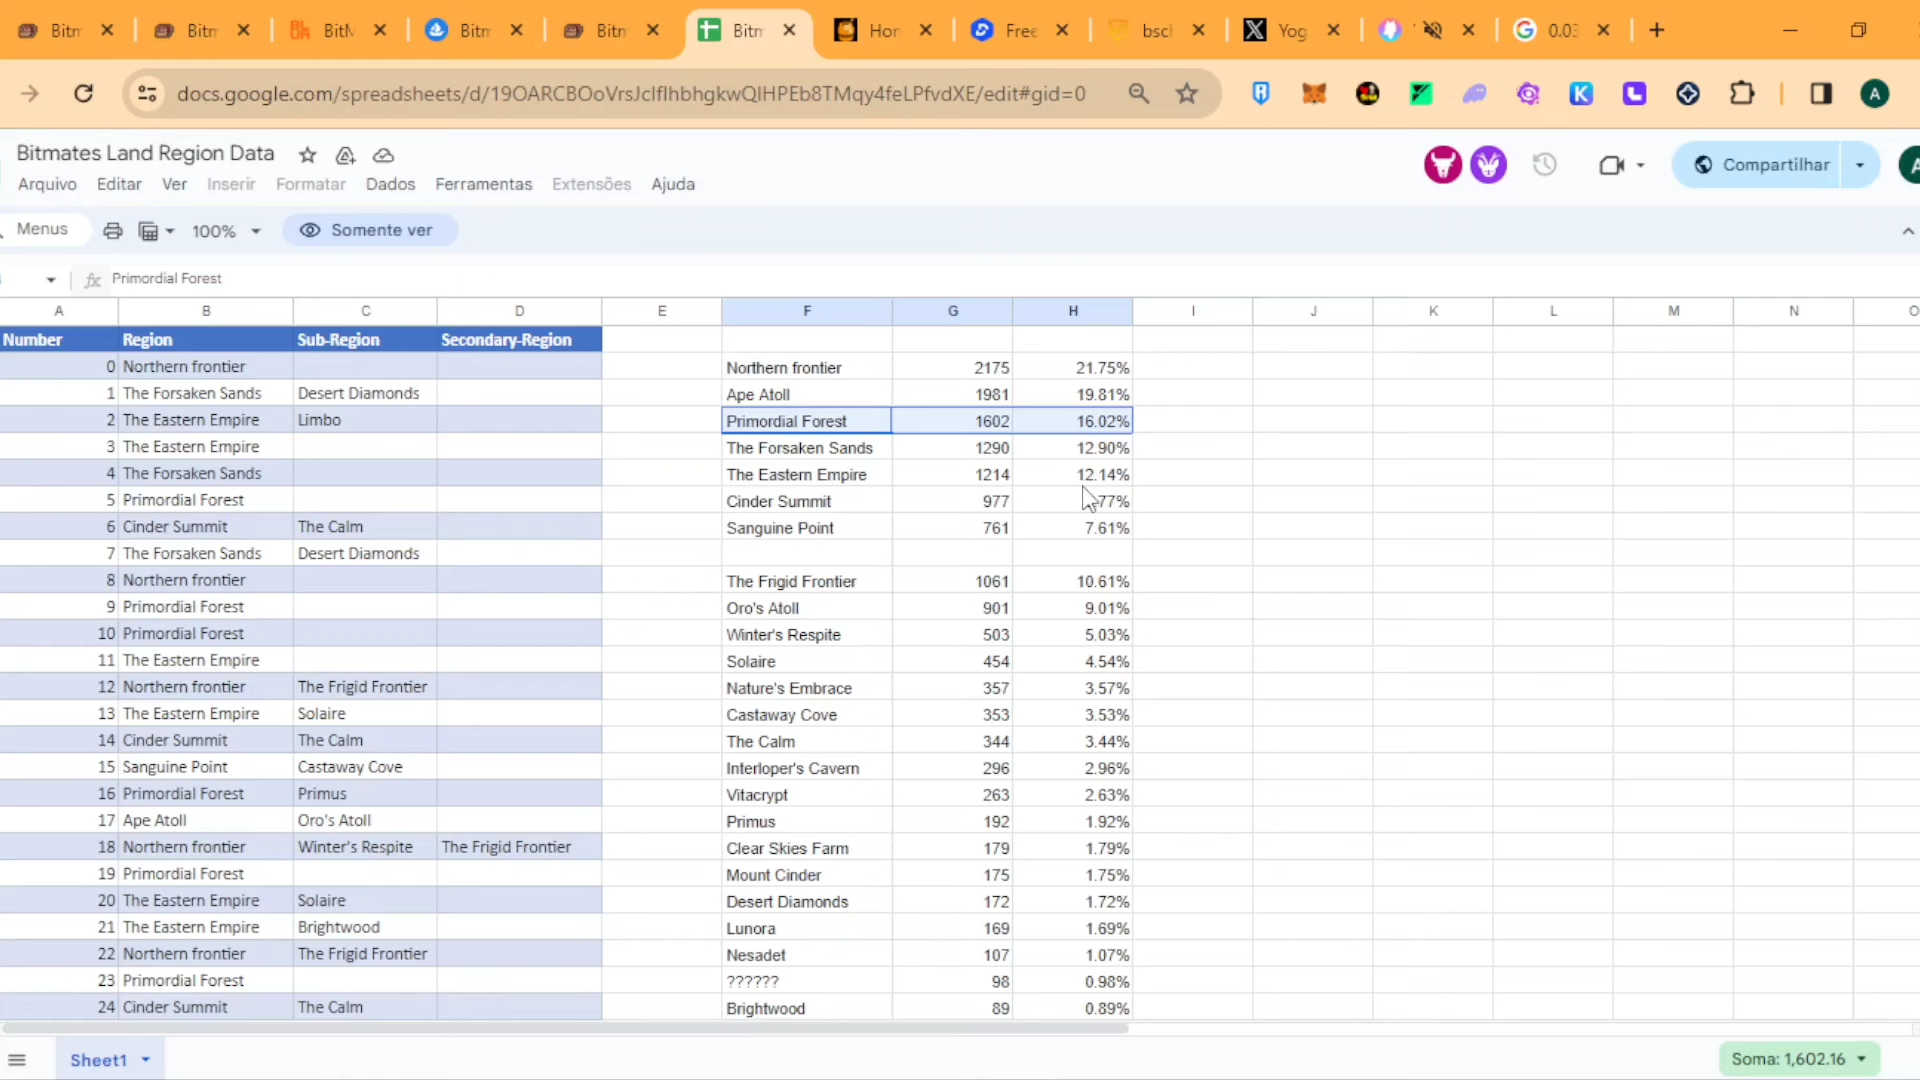 Bitm
Bitm
BitM
Bitm
Bitm
Bitm
Hon
Free
bscl
Yog
0.03
docs.google.com/spreadsheets/d/19OARCBOoVrsJclflhbhgkwQlHPEb8TMqy4feLPfvdXE/edit#gid=0
A
Bitmates Land Region Data
Compartilhar
Arquivo Editar Ver Inserir Formatar Dados Ferramentas Extensões Ajuda
Menus 100% Somente ver
fx Primordial Forest
A B C D E F G H I J K L M N O
Number Region Sub-Region Secondary-Region
0 Northern frontier Northern frontier 2175 21.75%
1 The Forsaken Sands Desert Diamonds Ape Atoll 1981 19.81%
2 The Eastern Empire Limbo Primordial Forest 1602 16.02%
3 The Eastern Empire The Forsaken Sands 1290 12.90%
4 The Forsaken Sands The Eastern Empire 1214 12.14%
5 Primordial Forest Cinder Summit 977 77%
6 Cinder Summit The Calm Sanguine Point 761 7.61%
7 The Forsaken Sands Desert Diamonds
8 Northern frontier The Frigid Frontier 1061 10.61%
9 Primordial Forest Oro's Atoll 901 9.01%
10 Primordial Forest Winter's Respite 503 5.03%
11 The Eastern Empire Solaire 454 4.54%
12 Northern frontier The Frigid Frontier Nature's Embrace 357 3.57%
13 The Eastern Empire Solaire Castaway Cove 353 3.53%
14 Cinder Summit The Calm The Calm 344 3.44%
15 Sanguine Point Castaway Cove Interloper's Cavern 296 2.96%
16 Primordial Forest Primus Vitacrypt 263 2.63%
17 Ape Atoll Oro's Atoll Primus 192 1.92%
18 Northern frontier Winter's Respite The Frigid Frontier Clear Skies Farm 179 1.79%
19 Primordial Forest Mount Cinder 175 1.75%
20 The Eastern Empire Solaire Desert Diamonds 172 1.72%
21 The Eastern Empire Brightwood Lunora 169 1.69%
22 Northern frontier The Frigid Frontier Nesadet 107 1.07%
23 Primordial Forest ?????? 98 0.98%
24 Cinder Summit The Calm Brightwood 89 0.89%
Sheet1 Soma: 1,602.16